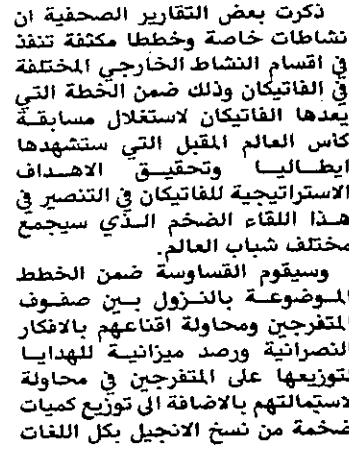 ذكرت بعض التقارير الصحفية ان
نشاطات خاصة وخططا مكثفة تنفذ
في اقسام النشاط الخارجي المختلفة
في الفاتيكان وذلك ضمن الخطة التي
يعدها الفاتيكان لاستغلال مسابقة
كاس العالم المقبل التي ستشهدها
ايطاليا وتحقيق الاهداف
الاستراتيجية للفاتيكان في التنصير في
هذا اللقاء الضخم الذي سيجمع
مختلف شباب العالم.
وسيقوم القساوسة ضمن الخطط
الموضوعة بالنزول بين صفوف
المتفرجين ومحاولة اقناعهم بالافكار
النصرانية ورصد ميزانية للهدايا
لتوزيعها على المتفرجين في محاولة
لاستمالتهم بالاضافة الى توزيع كميات
ضخمة من نسخ الانجيل بكل اللغات